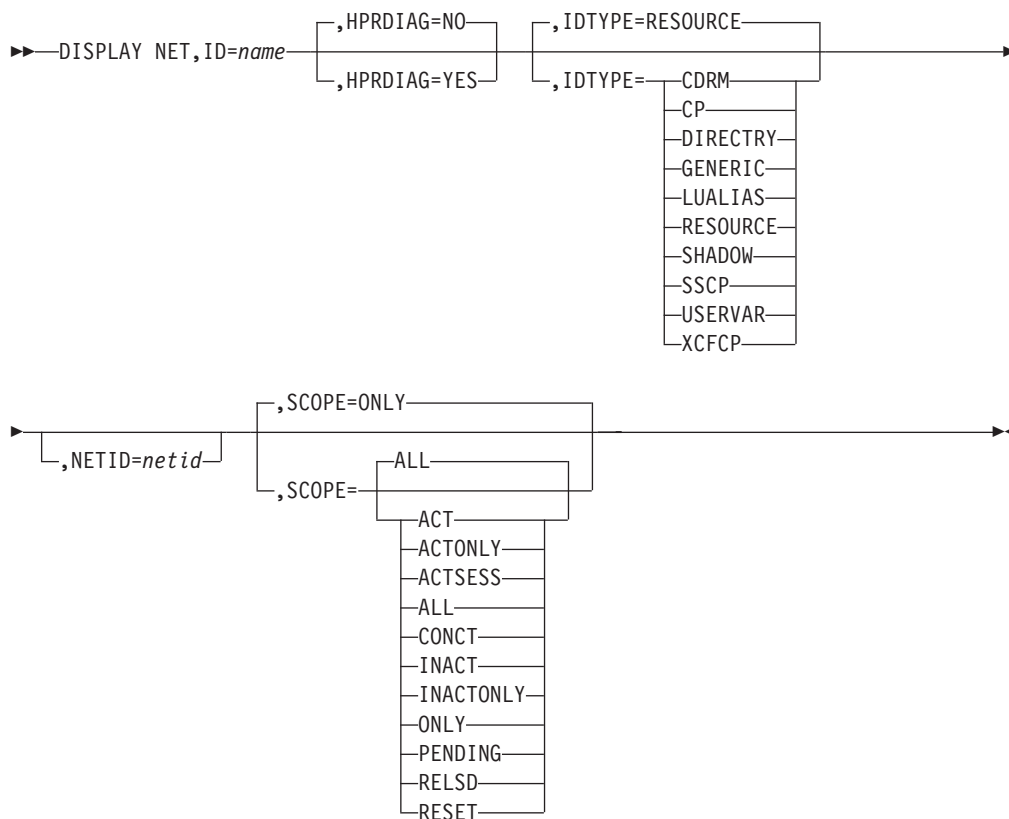 ,HPRDIAG=NO ,IDTYPE=RESOURCE
DISPLAY NET,ID=name
,HPRDIAG=YES ,IDTYPE= CDRM
CP
DIRECTRY
GENERIC
LUALIAS
RESOURCE
SHADOW
SSCP
USERVAR
XCFCP
,SCOPE=ONLY
,NETID=netid
ALL
,SCOPE=
ACT
ACTONLY
ACTSESS
ALL
CONCT
INACT
INACTONLY
ONLY
PENDING
RELSD
RESET